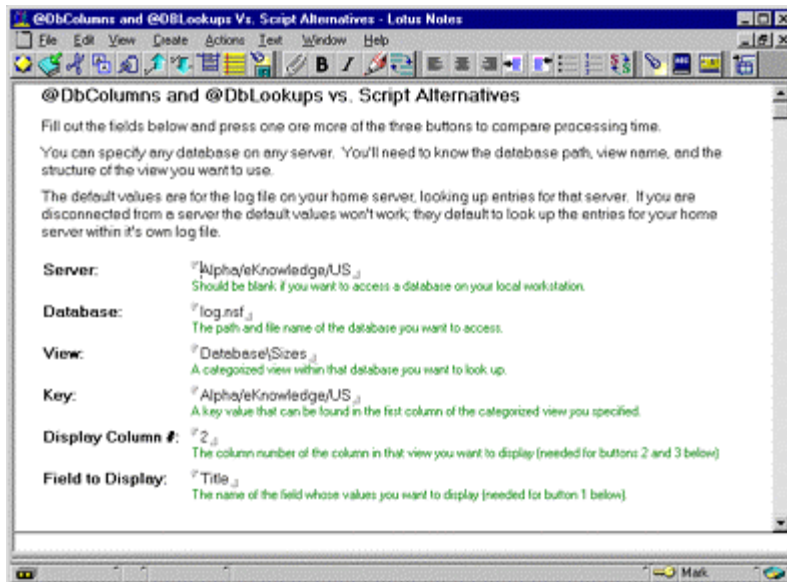 @DbColumns and @DBLookups Vs. Script Alternatives - Lotus Notes
File Edit View Create Actions Text Window Help
B I
@DbColumns and @DbLookups vs. Script Alternatives
Fill out the fields below and press one ore more of the three buttons to compare processing time.
You can specify any database on any server. You'll need to know the database path, view name, and the
structure of the view you want to use.
The default values are for the log file on your home server, looking up entries for that server. If you are
disconnected from a server the default values won't work; they default to look up the entries for your home
server within it's own log file.
Server: Alpha/eKnowledge/US
Should be blank if you want to access a database on your local workstation.
Database: log.nsf
The path and file name of the database you want to access.
View: Database\Sizes
A categorized view within that database you want to look up.
Key: Alpha/eKnowledge/US
A key value that can be found in the first column of the categorized view you specified.
Display Column #: 2
The column number of the column in that view you want to display (needed for buttons 2 and 3 below)
Field to Display: Title
The name of the field whose values you want to display (needed for button 1 below).
Mark